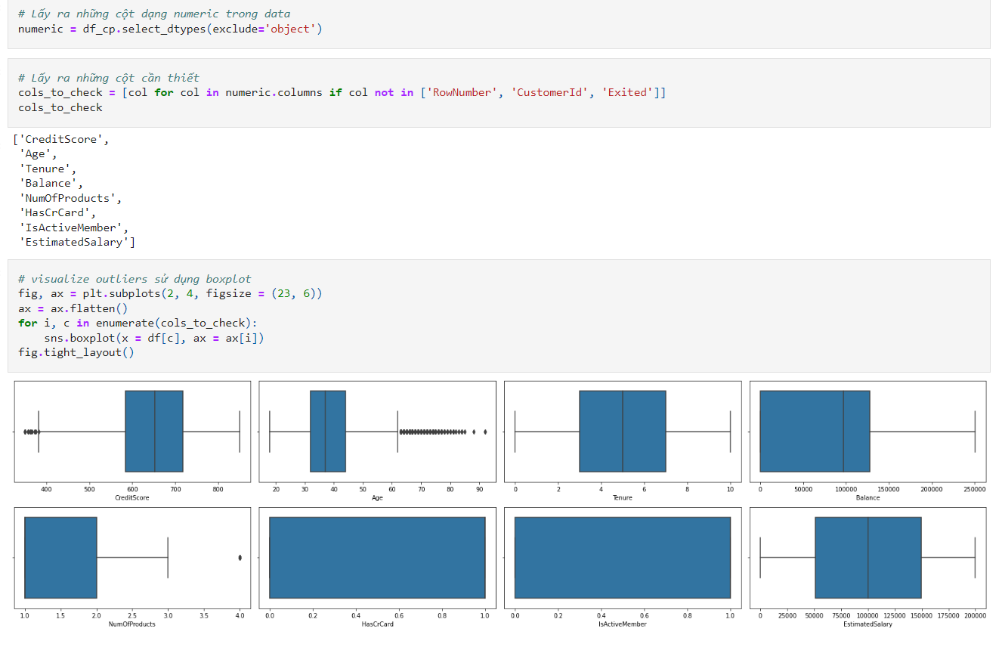 # Lấy ra những cột dạng numeric trong data
numeric = df_cp.select_dtypes(exclude='object')
# Lấy ra những cột cần thiết
cols_to_check = [col for col in numeric.columns if col not in ['RowNumber', 'CustomerId', 'Exited']]
cols_to_check
['CreditScore',
'Age',
'Tenure',
'Balance',
'NumOfProducts',
'HasCrCard',
'IsActiveMember',
'EstimatedSalary']
# visualize outliers sử dụng boxplot
fig, ax = plt.subplots(2, 4, figsize = (23, 6))
ax = ax.flatten()
for i, c in enumerate(cols_to_check):
    sns.boxplot(x = df[c], ax = ax[i])
fig.tight_layout()
400 500 600 700 800
CreditScore
20 30 40 50 60 70 80 90
Age
0 2 4 6 8 10
Tenure
0 50000 100000 150000 200000 250000
Balance
1.0 1.5 2.0 2.5 3.0 3.5 4.0
NumOfProducts
0.0 0.2 0.4 0.6 0.8 1.0
HasCrCard
0.0 0.2 0.4 0.6 0.8 1.0
IsActiveMember
0 25000 50000 75000 100000 125000 150000 175000 200000
EstimatedSalary